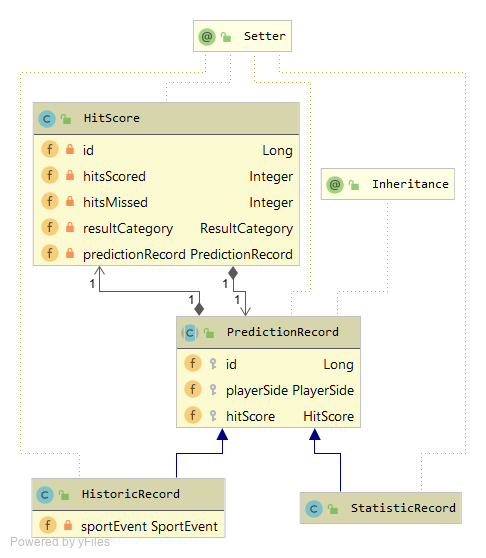 @ Setter
C HitScore
f id Long
f hitsScored Integer
f hitsMissed Integer
f resultCategory ResultCategory
f predictionRecord PredictionRecord
@ Inheritance
1 1
1 1
C PredictionRecord
f id Long
f playerSide PlayerSide
f hitScore HitScore
C HistoricRecord
f sportEvent SportEvent
C StatisticRecord
Powered by yFiles